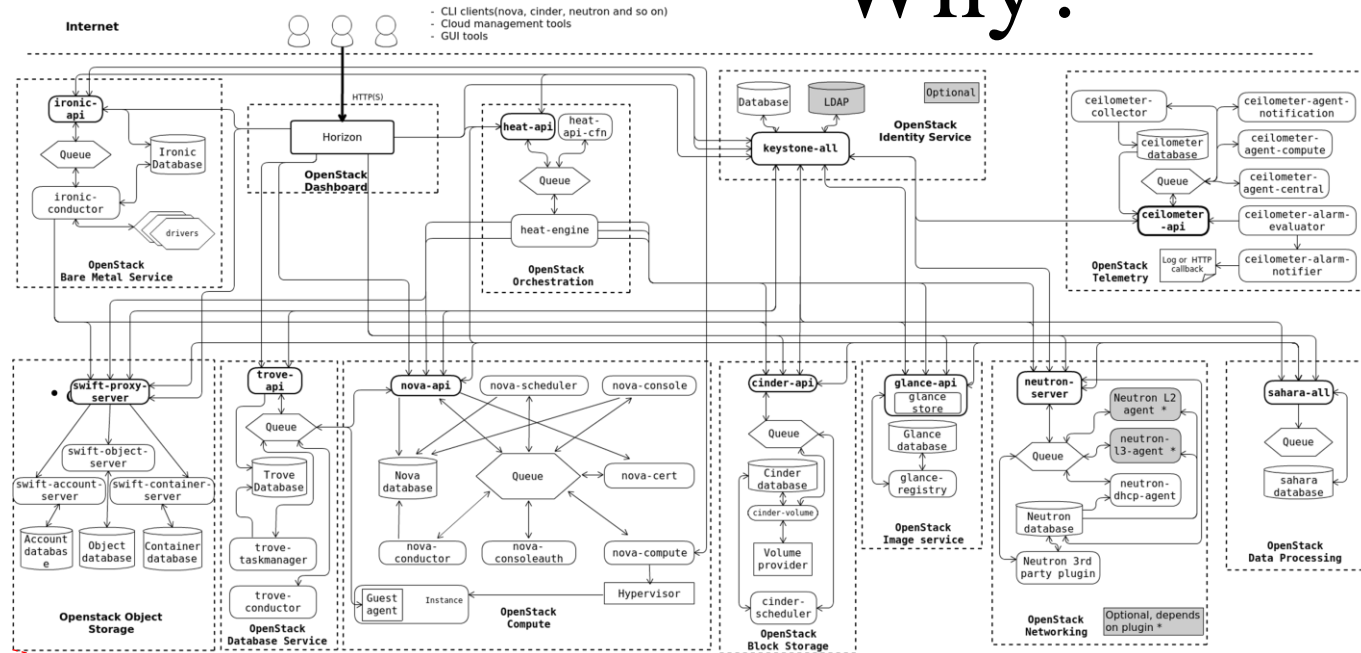 Why?
Internet
- CLI clients(nova, cinder, neutron and so on)
- Cloud management tools
- GUI tools
HTTP(S)
ironic-
api
Queue
Ironic
Database
ironic-
conductor
drivers
OpenStack
Bare Metal Service
Horizon
OpenStack
Dashboard
heat-api
heat-
api-cfn
Queue
heat-engine
OpenStack
Orchestration
Database
LDAP
Optional
keystone-all
OpenStack
Identity Service
ceilometer-
collector
ceilometer
database
Queue
ceilometer
-api
ceilometer-agent-
notification
ceilometer-
agent-compute
ceilometer-
agent-central
ceilometer-alarm-
evaluator
ceilometer-alarm-
notifier
Log or HTTP
callback
OpenStack
Telemetry
swift-proxy-
server
swift-object-
server
swift-account-
server
swift-container-
server
Account
databas
e
Object
database
Container
database
Openstack Object
Storage
trove-
api
Queue
Trove
Database
trove-
taskmanager
trove-
conductor
OpenStack
Database Service
nova-api
nova-scheduler
nova-console
Nova
database
Queue
nova-cert
nova-
conductor
nova-
consoleauth
nova-compute
Hypervisor
Guest
agent
Instance
OpenStack
Compute
cinder-api
Queue
Cinder
database
cinder-volume
Volume
provider
cinder-
scheduler
OpenStack
Block Storage
glance-api
glance
store
Glance
database
glance-
registry
OpenStack
Image service
neutron-
server
Neutron L2
agent *
neutron-
l3-agent *
Queue
neutron-
dhcp-agent
Neutron
database
Neutron 3rd
party plugin
OpenStack
Networking
Optional, depends
on plugin *
sahara-all
Queue
sahara
database
OpenStack
Data Processing